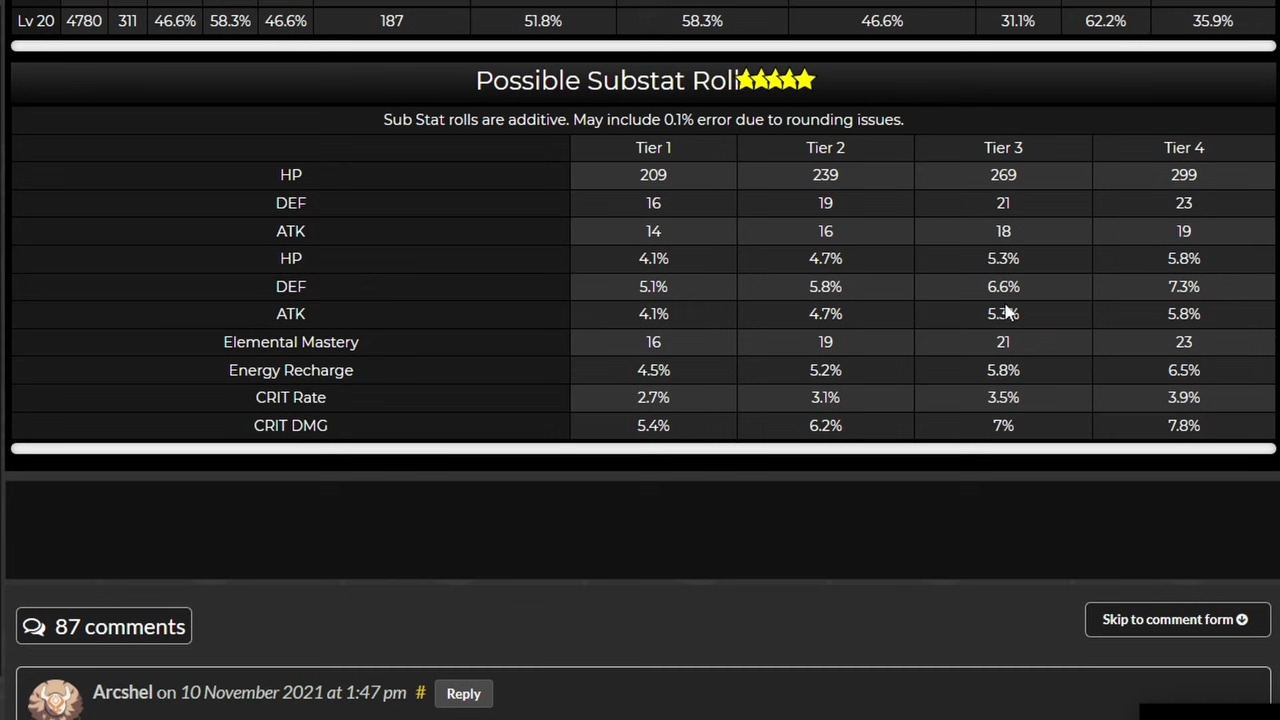 Lv 20 4780 311 46.6% 58.3% 46.6% 187 51.8% 58.3% 46.6% 31.1% 62.2% 35.9%
Possible Substat Roll
Sub Stat rolls are additive. May include 0.1% error due to rounding issues.
Tier 1 Tier 2 Tier 3 Tier 4
HP 209 239 269 299
DEF 16 19 21 23
ATK 14 16 18 19
HP 4.1% 4.7% 5.3% 5.8%
DEF 5.1% 5.8% 6.6% 7.3%
ATK 4.1% 4.7% 5.3% 5.8%
Elemental Mastery 16 19 21 23
Energy Recharge 4.5% 5.2% 5.8% 6.5%
CRIT Rate 2.7% 3.1% 3.5% 3.9%
CRIT DMG 5.4% 6.2% 7% 7.8%
87 comments
Skip to comment form
Arcshel on 10 November 2021 at 1:47 pm # Reply